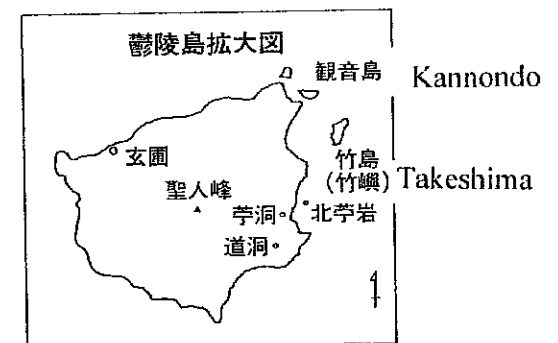 鬱陵島拡大図
観音島 Kannondo
玄圃
竹島
(竹嶼) Takeshima
聖人峰
苧洞
北苧岩
道洞